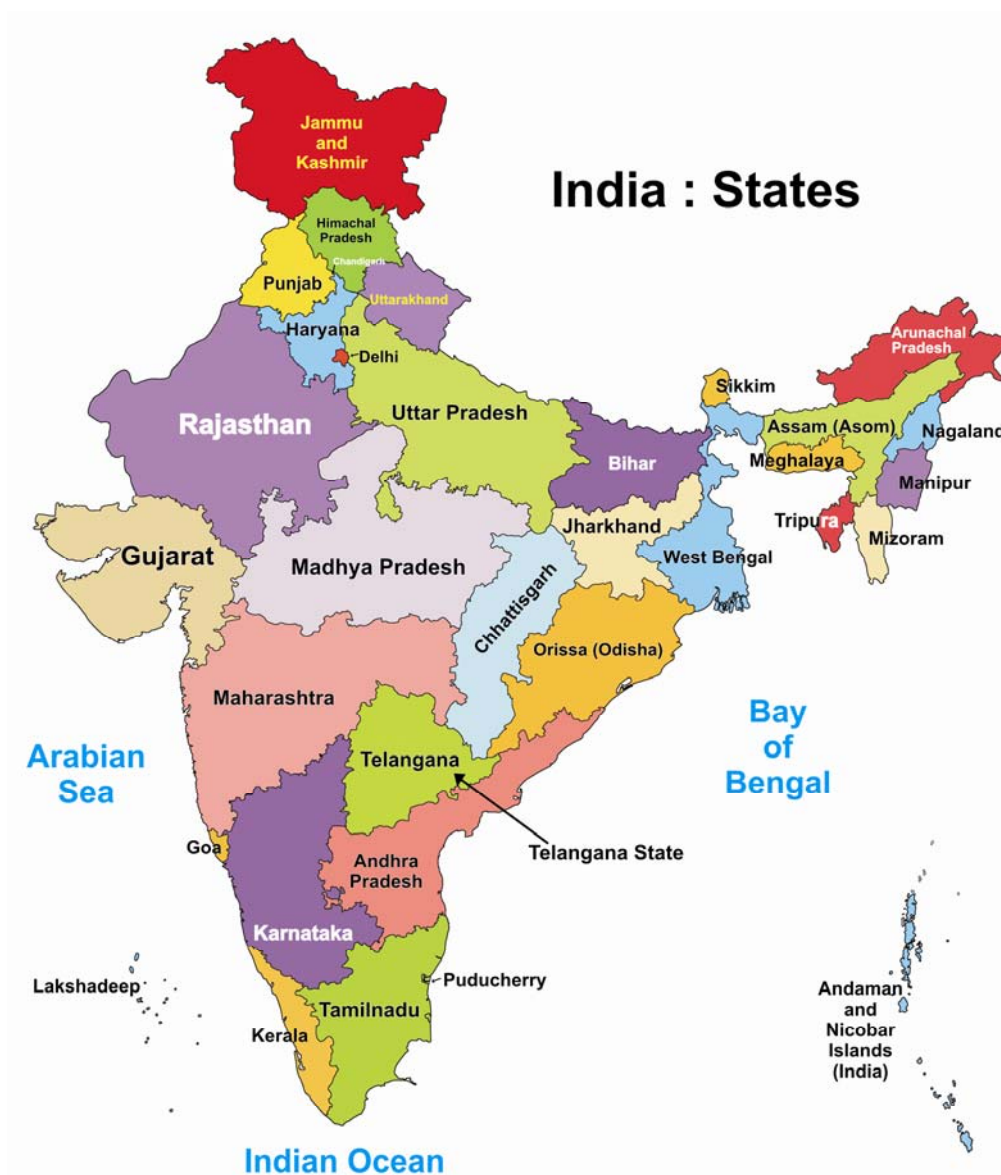 Jammu
and
Kashmir
India : States
Himachal
Pradesh
Chandigerh
Punjab
Uttarakhand
Haryana
Delhi
Arunachal
Pradesh
Sikkim
Rajasthan
Uttar Pradesh
Assam (Asom)
Nagaland
Bihar
Meghalaya
Manipur
Tripura
Jharkhand
Mizoram
Gujarat
Madhya Pradesh
West Bengal
Chhattisgarh
Orissa (Odisha)
Maharashtra
Arabian
Sea
Bay
of
Bengal
Telangana
Goa
Telangana State
Andhra
Pradesh
Karnataka
Lakshadeep
Puducherry
Tamilnadu
Kerala
Andaman
and
Nicobar
Islands
(India)
Indian Ocean